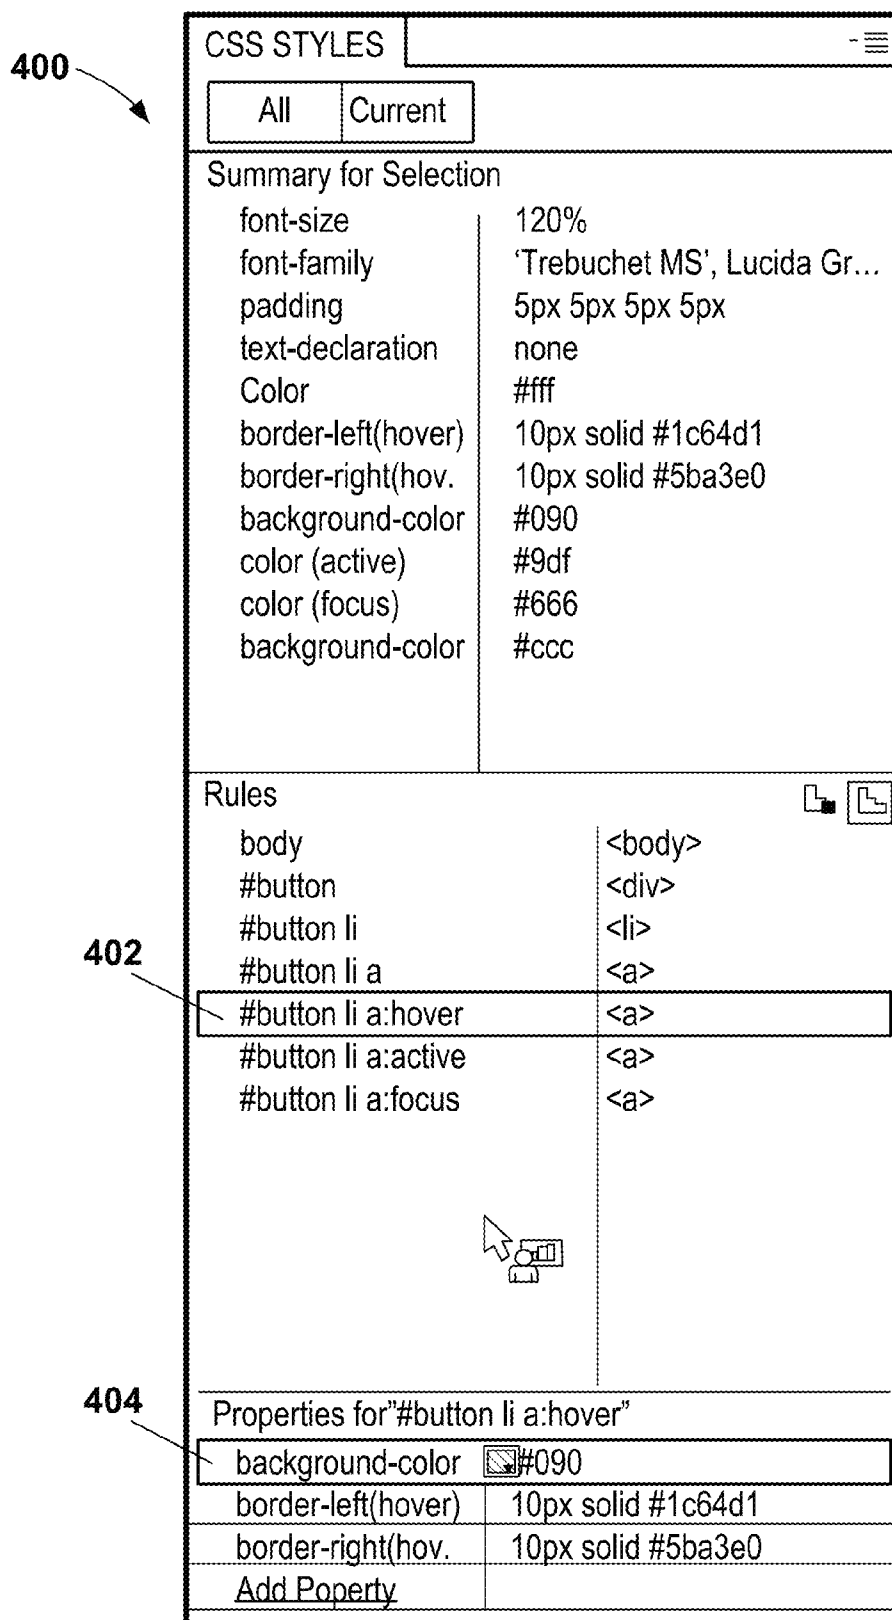 400
CSS STYLES
All Current
Summary for Selection
font-size 120%
font-family 'Trebuchet MS', Lucida Gr...
padding 5px 5px 5px 5px
text-declaration none
Color #fff
border-left(hover) 10px solid #1c64d1
border-right(hov. 10px solid #5ba3e0
background-color #090
color (active) #9df
color (focus) #666
background-color #ccc
Rules
body <body>
#button <div>
#button li <li>
402
#button li a <a>
#button li a:hover <a>
#button li a:active <a>
#button li a:focus <a>
404
Properties for"#button li a:hover"
background-color #090
border-left(hover) 10px solid #1c64d1
border-right(hov. 10px solid #5ba3e0
Add Poperty